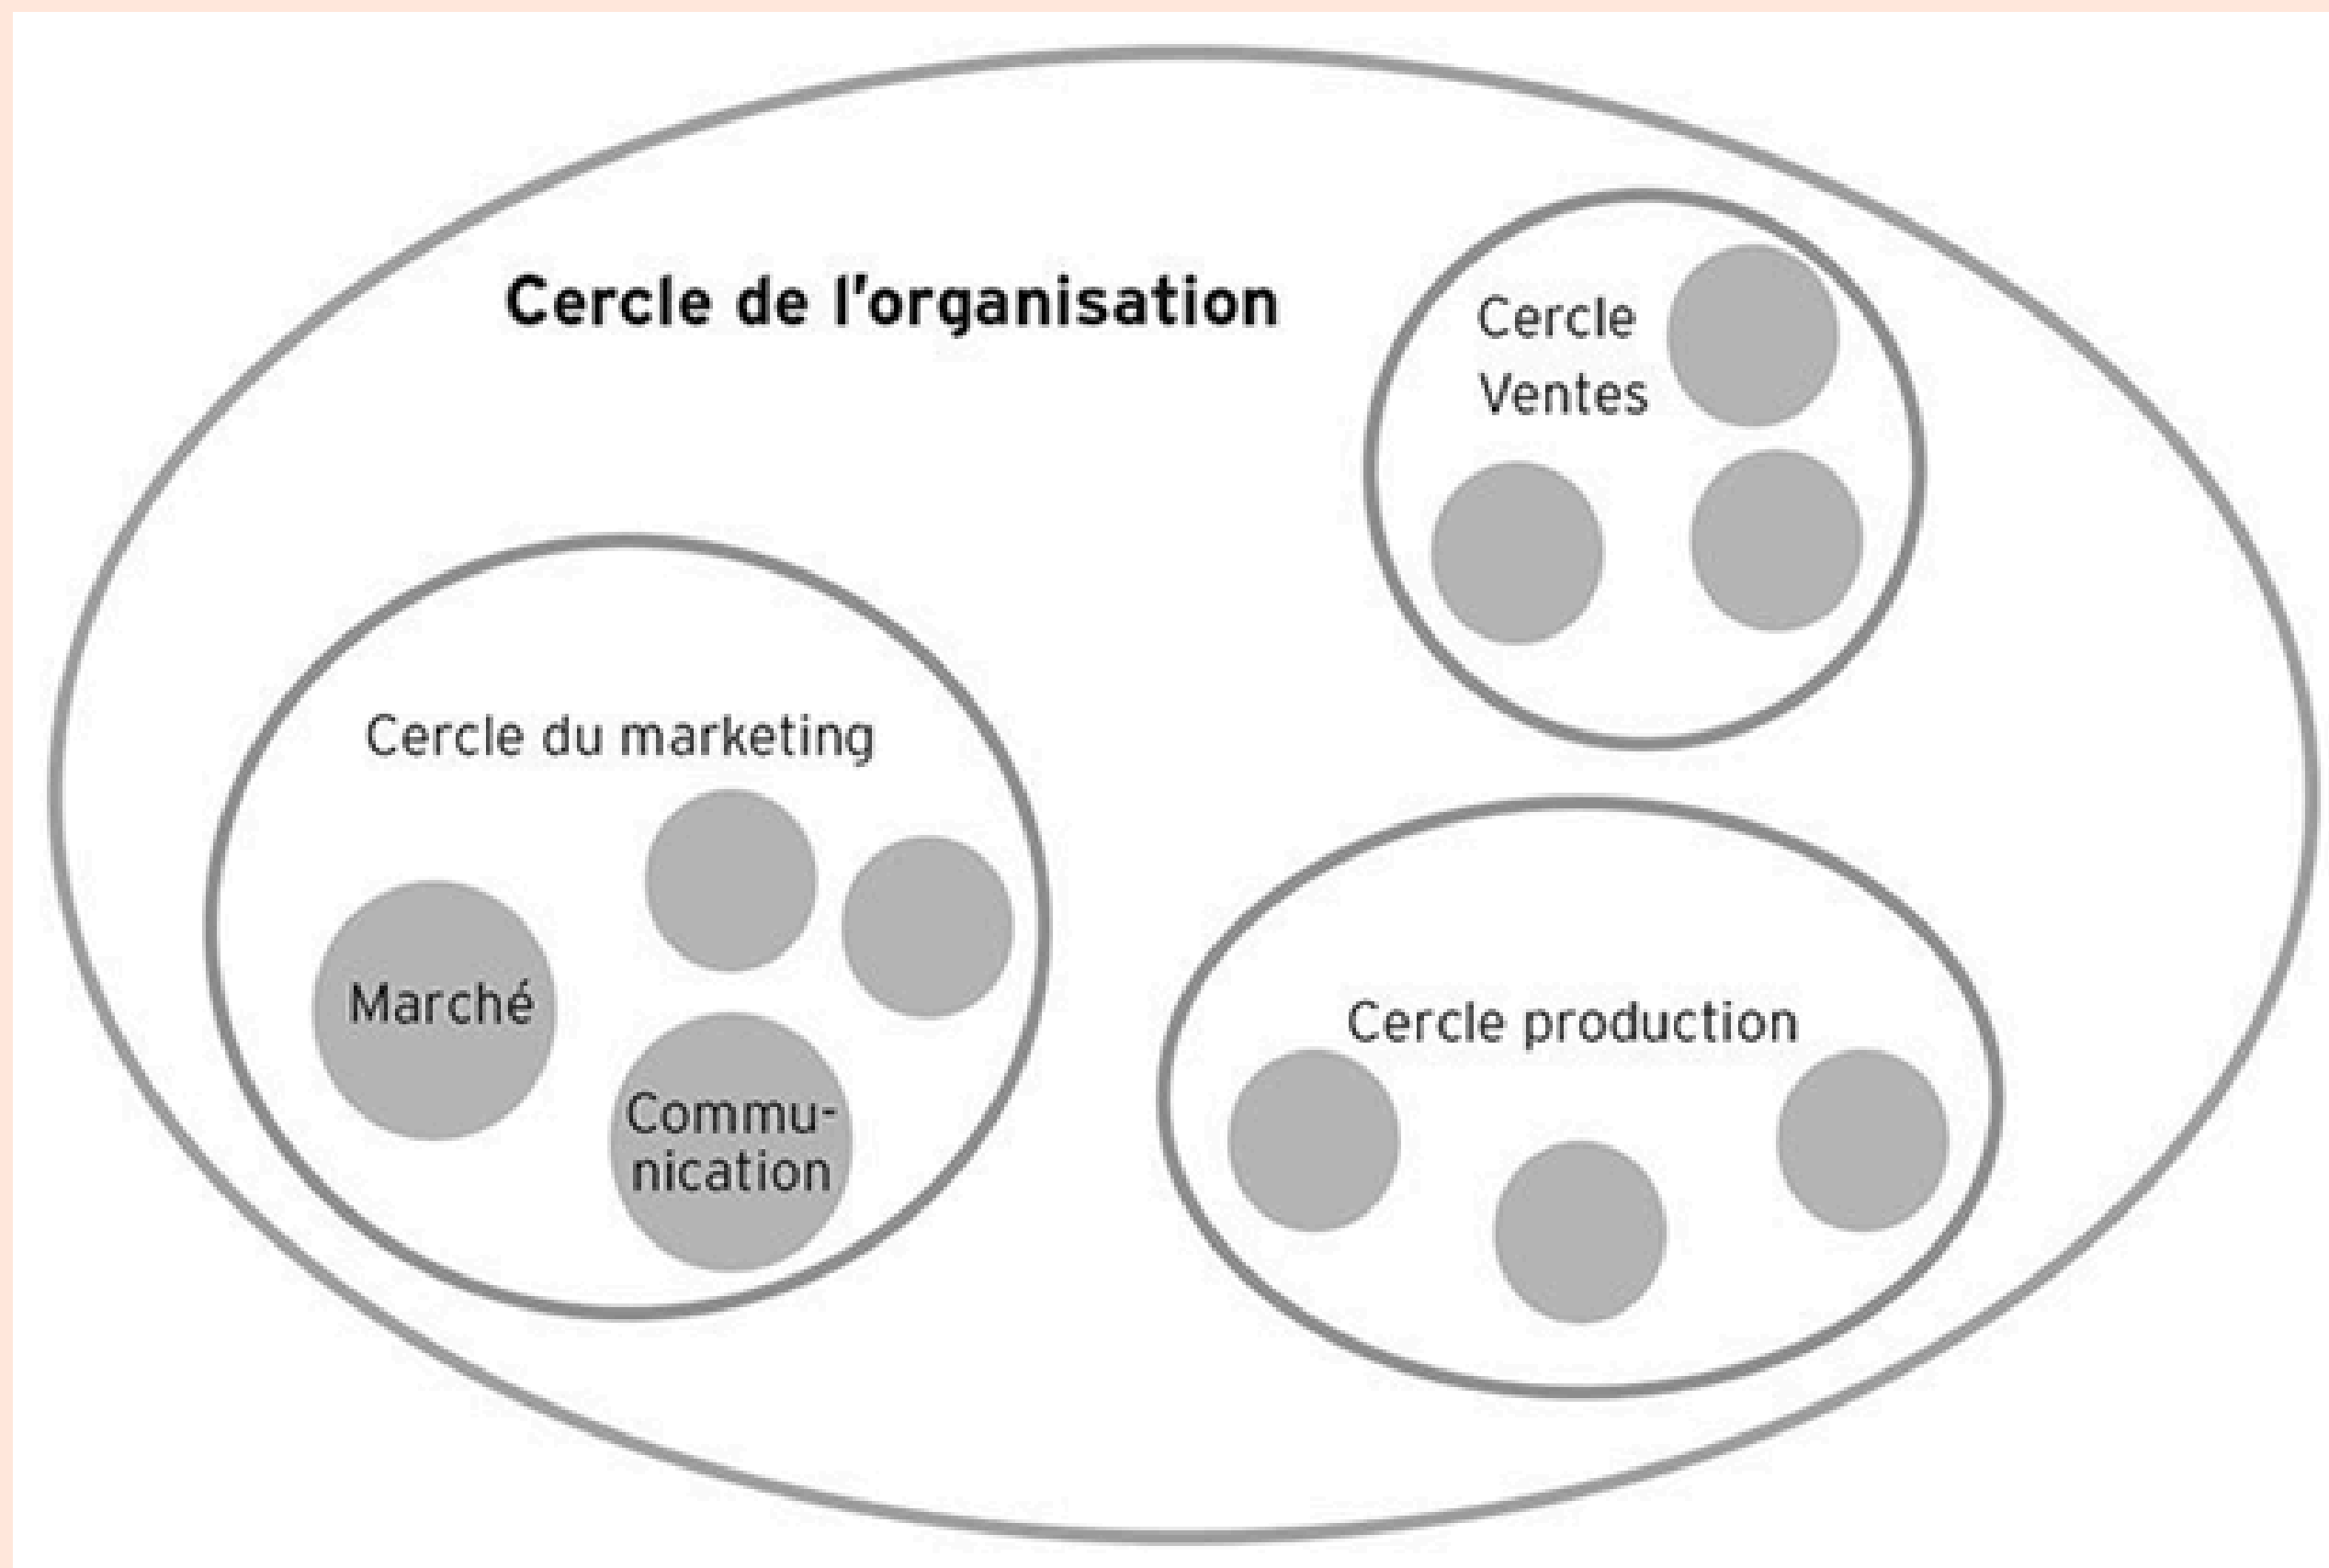 Cercle de l'organisation
Cercle
Ventes
Cercle du marketing
Marché
Commu-
nication
Cercle production